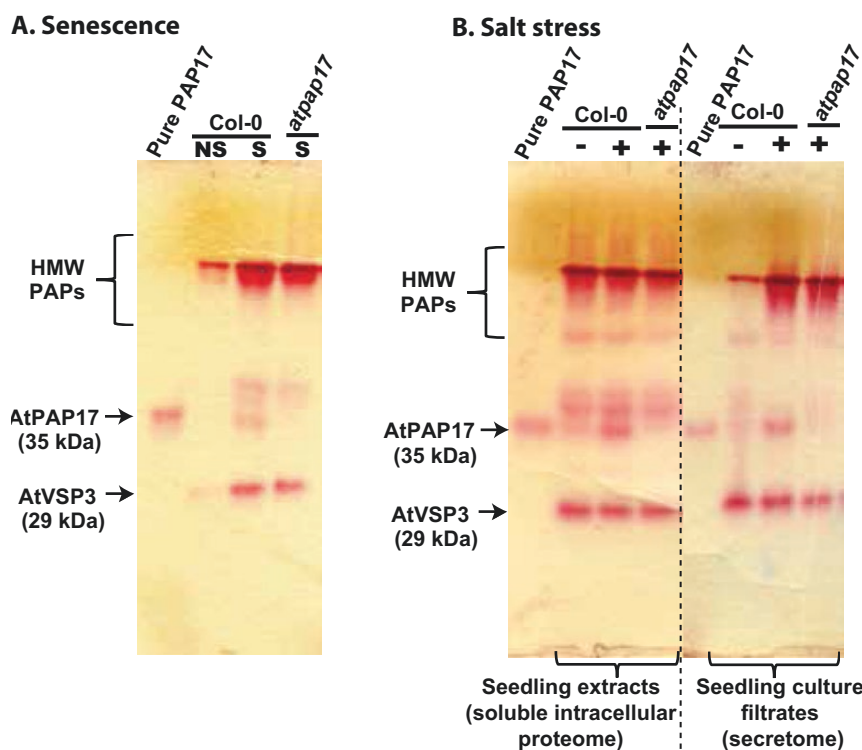 A. Senescence
Pure PAP17
Col-0
atpap17
NS S S
HMW
PAPs
AtPAP17
(35 kDa)
AtVSP3
(29 kDa)
B. Salt stress
Pure PAP17
Col-0
atpap17
- + +
Pure PAP17
Col-0
atpap17
- + +
HMW
PAPs
AtPAP17
(35 kDa)
AtVSP3
(29 kDa)
Seedling extracts
(soluble intracellular
proteome)
Seedling culture
filtrates
(secretome)